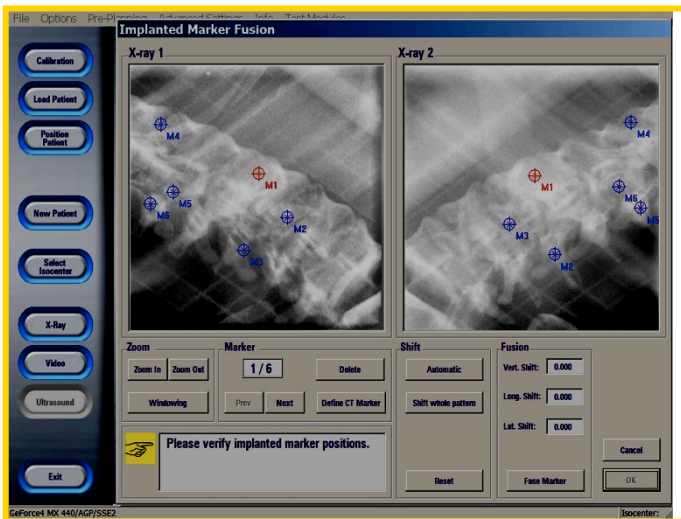 File Options Pre-Planning Advanced Settings Info Test Modules
Implanted Marker Fusion
Calibration
Load Patient
Position
Patient
New Patient
Select
Isocenter
X-Ray
Video
Ultrasound
Exit
X-ray 1
M4
M1
M5
M6
M2
M3
X-ray 2
M4
M1
M6
M5
M3
M2
Zoom
Zoom In Zoom Out
Windowing
Marker
1/6 Delete
Prev Next Define CT Marker
Please verify implanted marker positions.
Shift
Automatic
Shift whole pattern
Reset
Fusion
Vert. Shift: 0.000
Long. Shift: 0.000
Lat. Shift: 0.000
Fuse Marker
Cancel
OK
GeForce4 MX 440/AGP/SSE2 Isocenter: